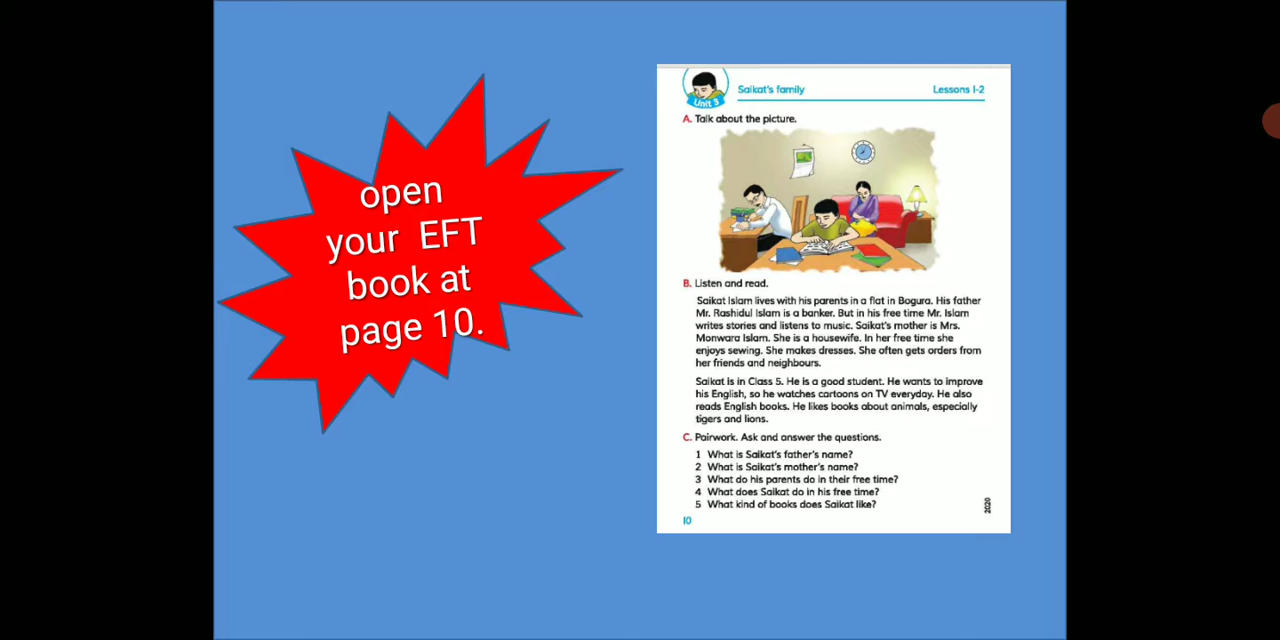 open
your EFT
book at
page 10.
Unit 3
Saikat's family
Lessons 1-2
A. Talk about the picture.
B. Listen and read.
Saikat Islam lives with his parents in a flat in Bogura. His father
Mr. Rashidul Islam is a banker. But in his free time Mr. Islam
writes stories and listens to music. Saikat's mother is Mrs.
Monwara Islam. She is a housewife. In her free time she
enjoys sewing. She makes dresses. She often gets orders from
her friends and neighbours.
Saikat is in Class 5. He is a good student. He wants to improve
his English, so he watches cartoons on TV everyday. He also
reads English books. He likes books about animals, especially
tigers and lions.
C. Pairwork. Ask and answer the questions.
1 What is Saikat's father's name?
2 What is Saikat's mother's name?
3 What do his parents do in their free time?
4 What does Saikat do in his free time?
5 What kind of books does Saikat like?
10
2020